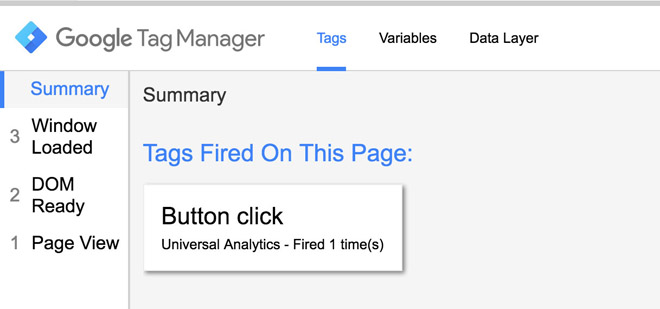 Google Tag Manager
Tags
Variables
Data Layer
Summary
3 Window
Loaded
2 DOM
Ready
1 Page View
Summary
Tags Fired On This Page:
Button click
Universal Analytics - Fired 1 time(s)